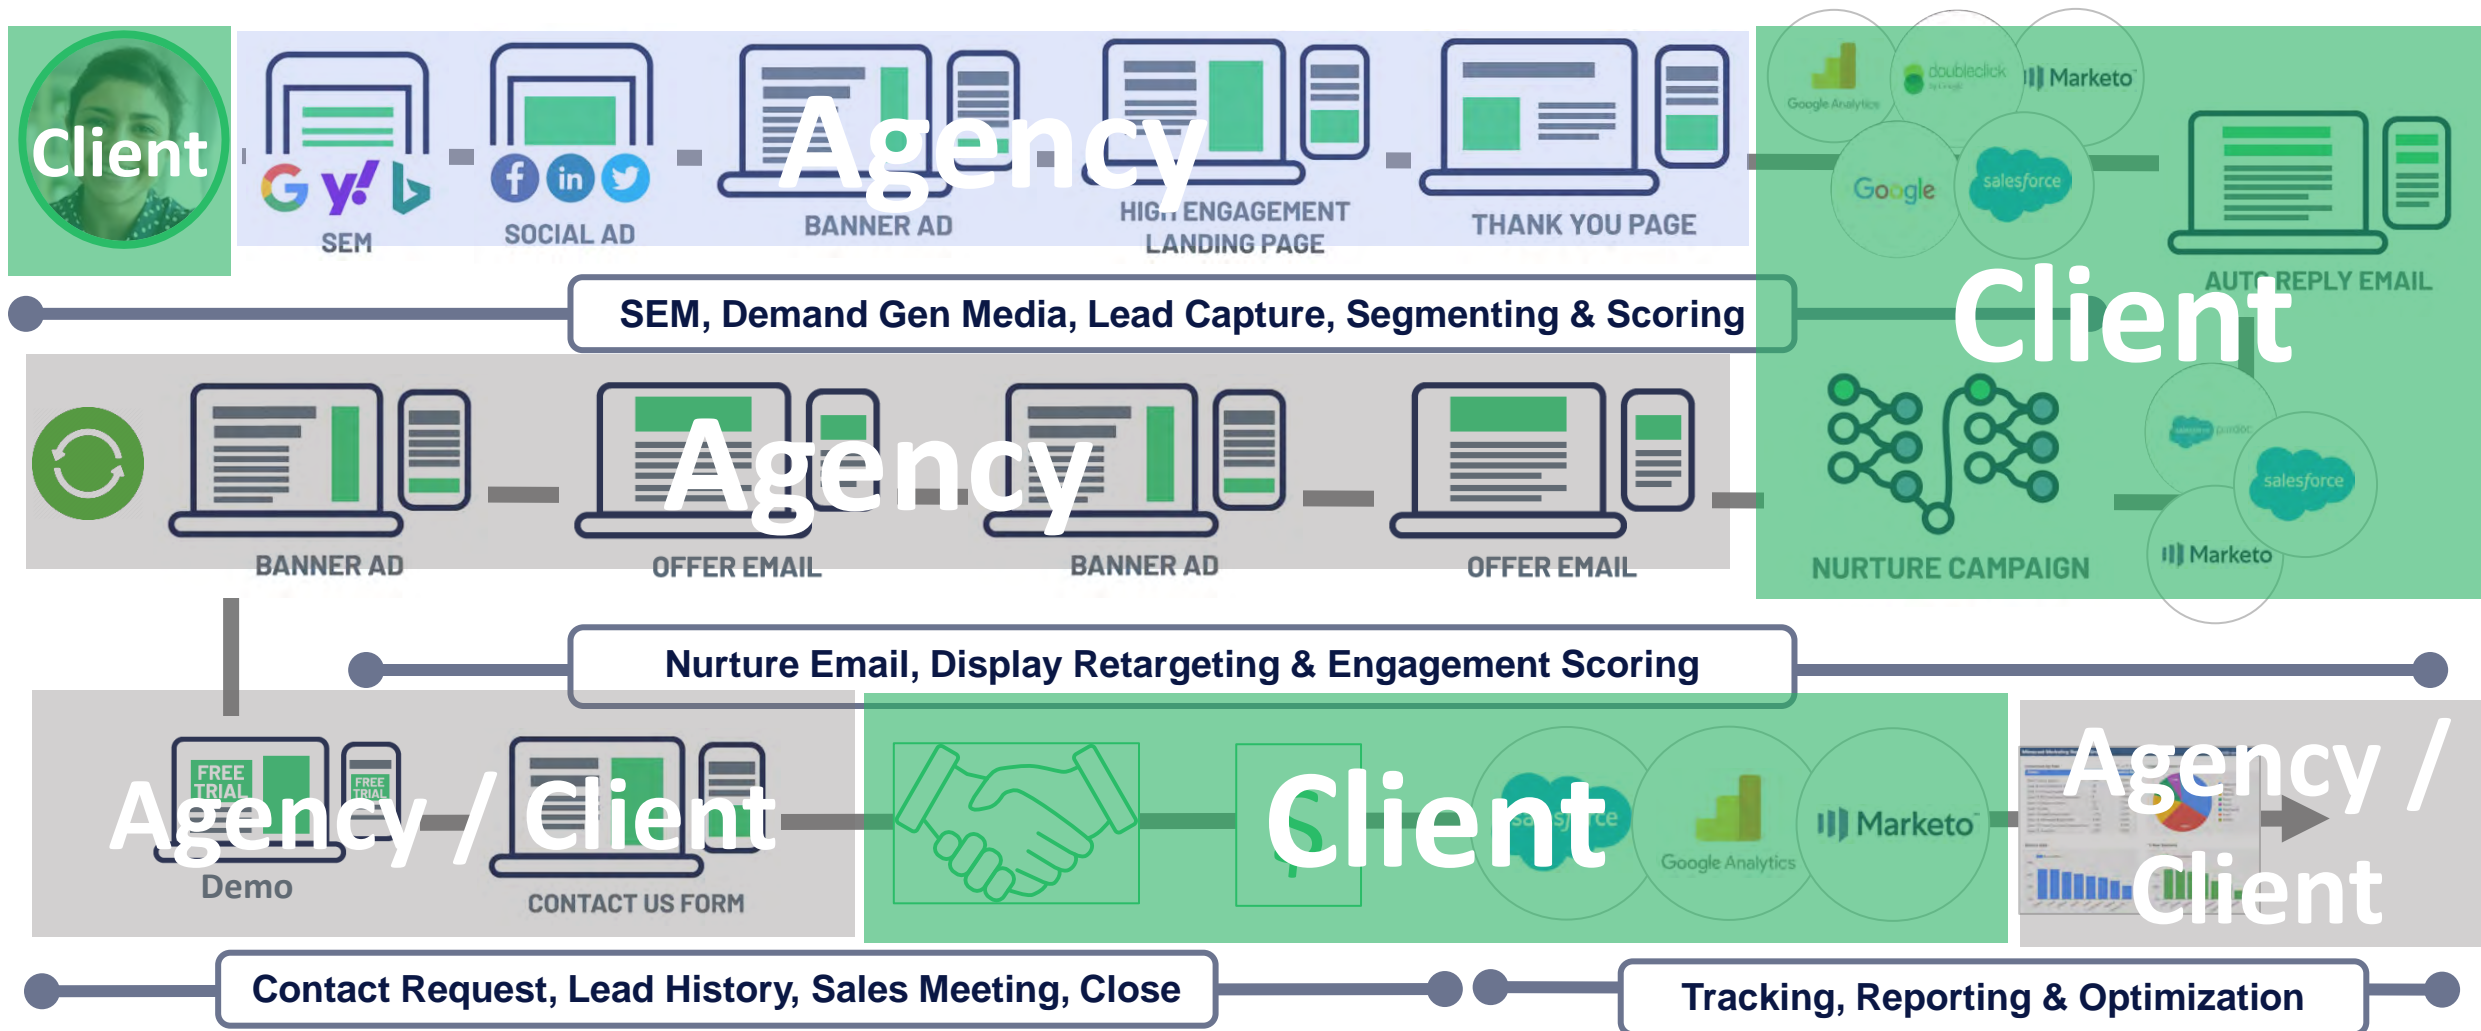 Client
SEM
SOCIAL AD
BANNER AD
HIGH ENGAGEMENT
LANDING PAGE
THANK YOU PAGE
Agency
Google Analytics
doubleclick
by Google
Marketo
Google
salesforce
AUTO REPLY EMAIL
Client
SEM, Demand Gen Media, Lead Capture, Segmenting & Scoring
BANNER AD
OFFER EMAIL
BANNER AD
OFFER EMAIL
Agency
NURTURE CAMPAIGN
pardot
salesforce
Marketo
Nurture Email, Display Retargeting & Engagement Scoring
FREE
TRIAL
FREE
TRIAL
Agency / Client
Demo
CONTACT US FORM
$
Client
salesforce
Google Analytics
Marketo
Agency /
Client
Contact Request, Lead History, Sales Meeting, Close
Tracking, Reporting & Optimization